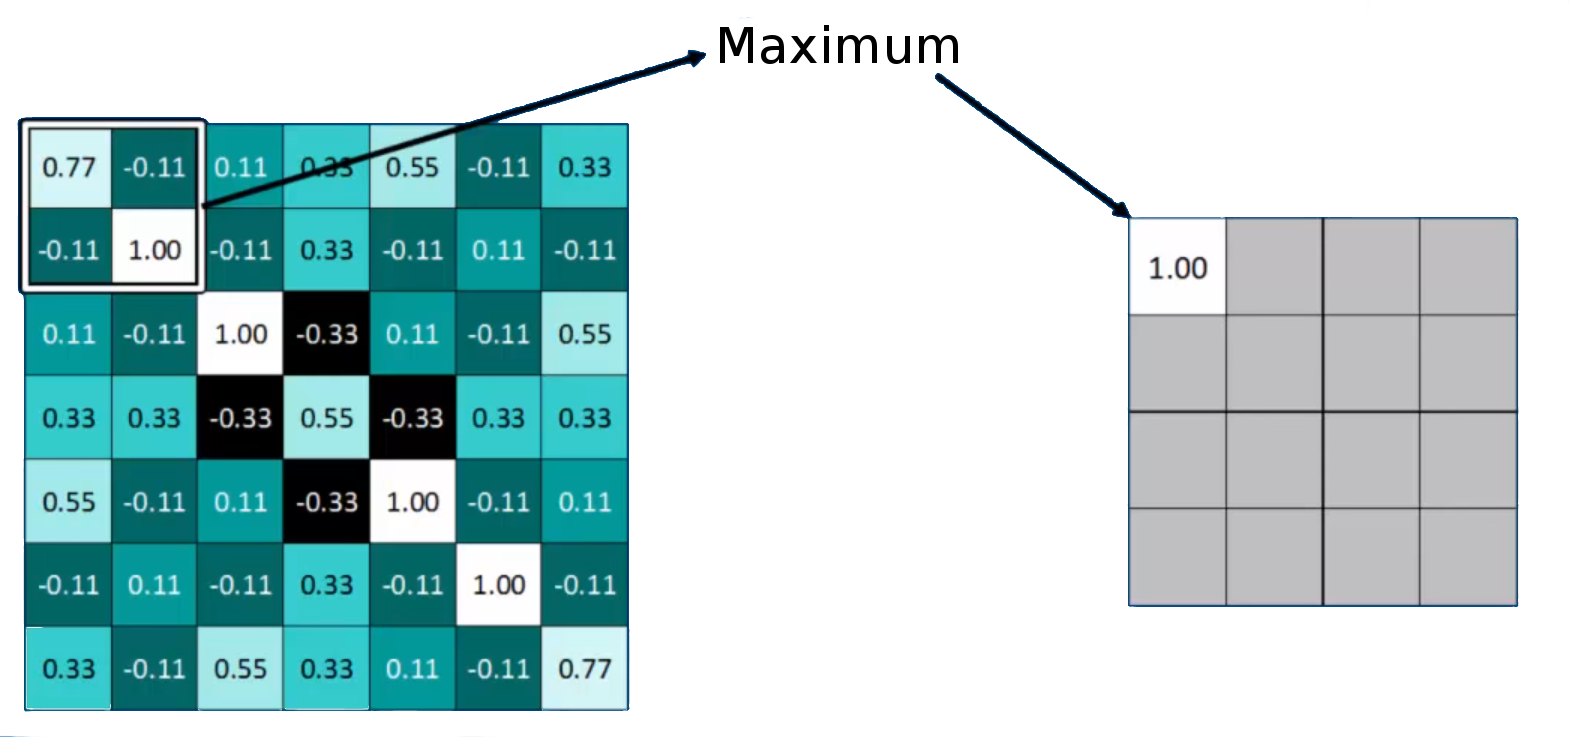 Maximum
0.77 -0.11 0.11 0.33 0.55 -0.11 0.33
-0.11 1.00 -0.11 0.33 -0.11 0.11 -0.11
1.00
0.11 -0.11 1.00 -0.33 0.11 -0.11 0.55
0.33 0.33 -0.33 0.55 -0.33 0.33 0.33
0.55 -0.11 0.11 -0.33 1.00 -0.11 0.11
-0.11 0.11 -0.11 0.33 -0.11 1.00 -0.11
0.33 -0.11 0.55 0.33 0.11 -0.11 0.77